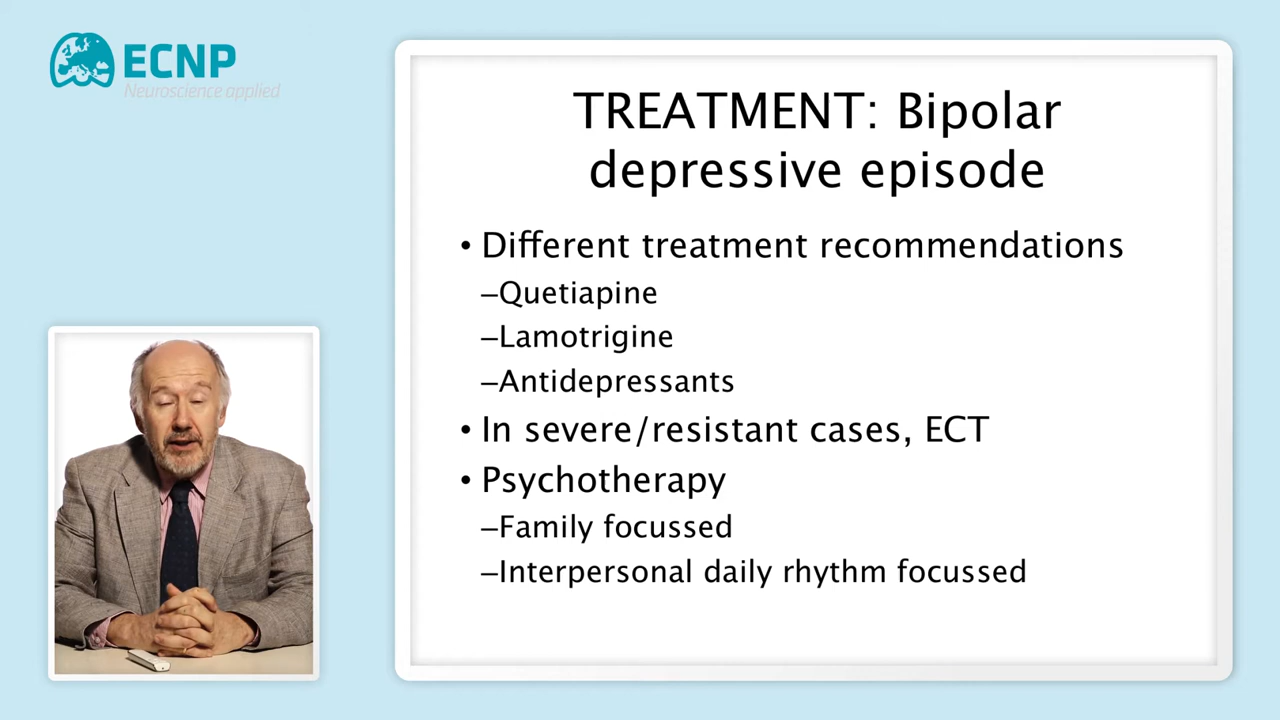 ECNP
Neuroscience applied
TREATMENT: Bipolar
depressive episode
• Different treatment recommendations
–Quetiapine
–Lamotrigine
–Antidepressants
• In severe/resistant cases, ECT
• Psychotherapy
–Family focussed
–Interpersonal daily rhythm focussed